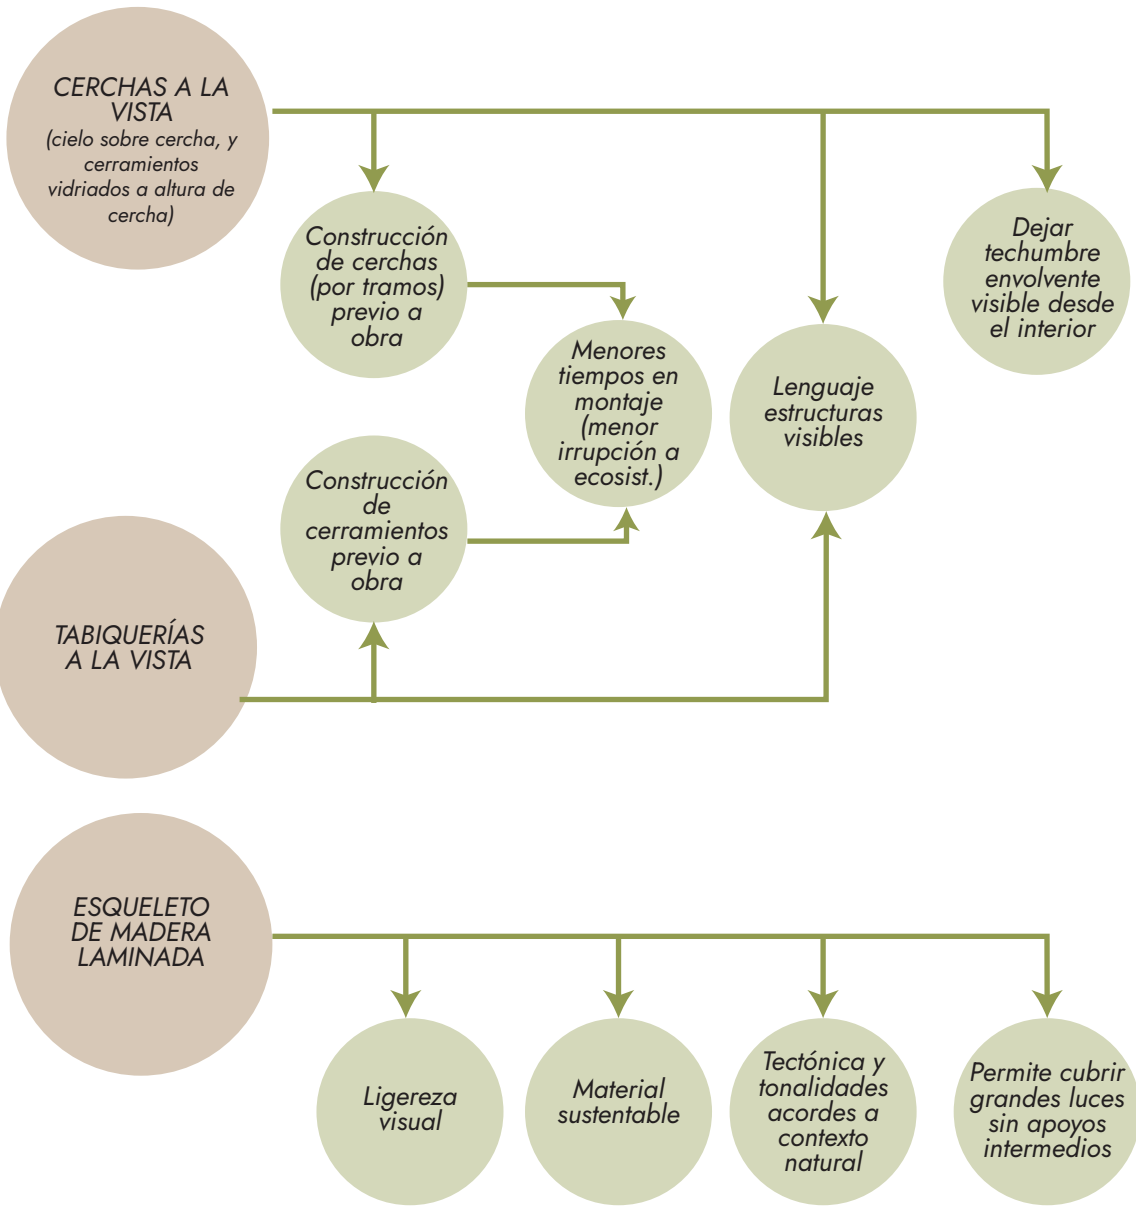 CERCHAS A LA
VISTA
(cielo sobre cercha, y
cerramientos
vidriados a altura de
cercha)
Construcción
de cerchas
(por tramos)
previo a
obra
Menores
tiempos en
montaje
(menor
irrupción a
ecosist.)
Lenguaje
estructuras
visibles
Dejar
techumbre
envolvente
visible desde
el interior
Construcción
de
cerramientos
previo a
obra
TABIQUERÍAS
A LA VISTA
ESQUELETO
DE MADERA
LAMINADA
Ligereza
visual
Material
sustentable
Tectónica y
tonalidades
acordes a
contexto
natural
Permite cubrir
grandes luces
sin apoyos
intermedios